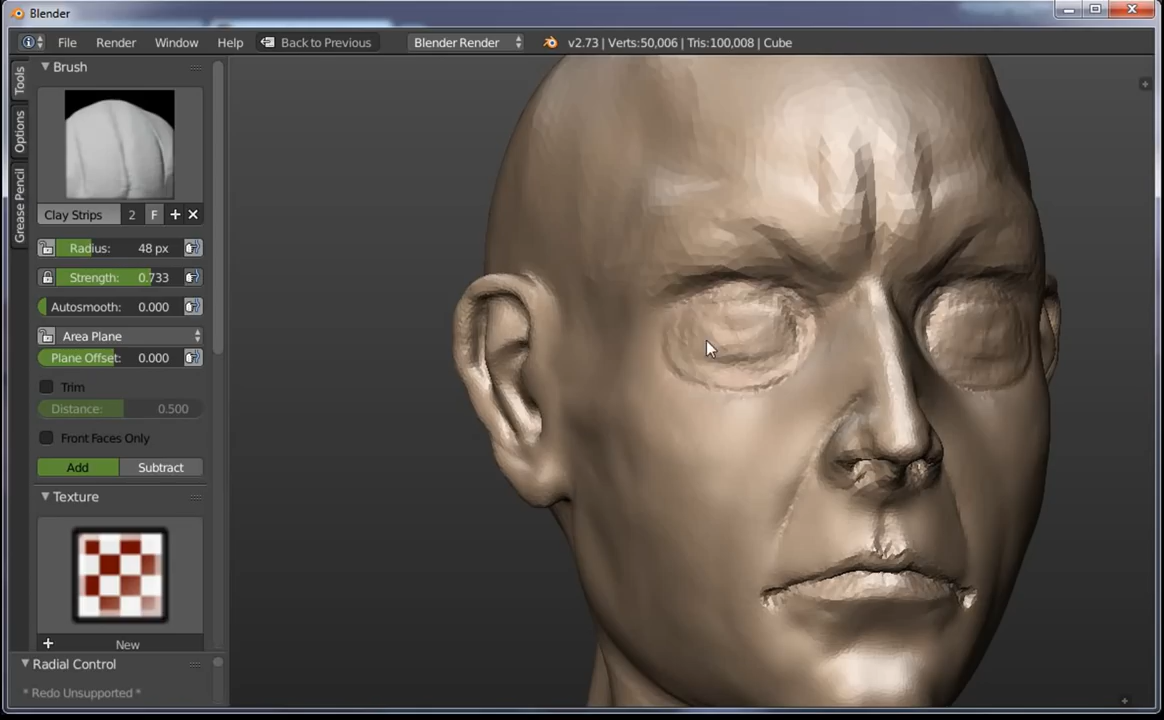 Blender
File Render Window Help Back to Previous Blender Render v2.73 | Verts:50,006 | Tris:100,008 | Cube
Tools
Options
Grease Pencil
Brush
Clay Strips 2 F
Radius: 48 px
Strength: 0.733
Autosmooth: 0.000
Area Plane
Plane Offset: 0.000
Trim
Distance: 0.500
Front Faces Only
Add Subtract
Texture
New
Radial Control
* Redo Unsupported *